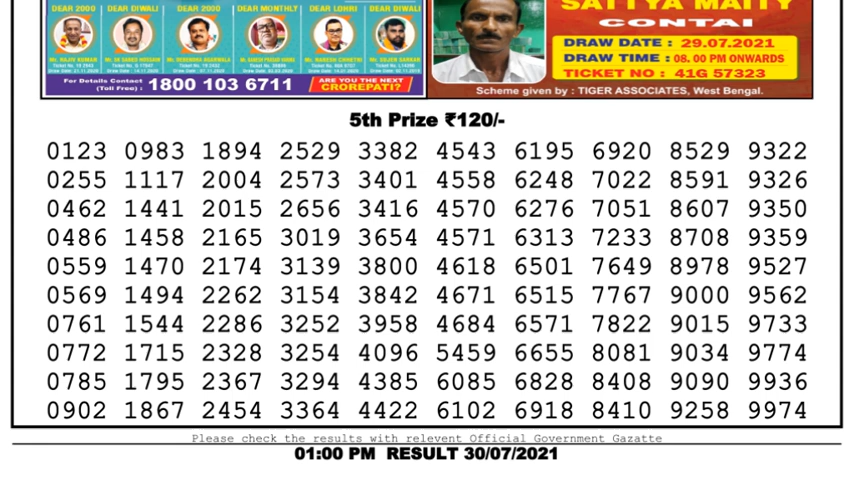 DEAR 2000 DEAR DIWALI DEAR 2000 DEAR MONTHLY DEAR LOHRI DEAR DIWALI
For Details Contact
(Toll Free) : 1800 103 6711
ARE YOU THE NEXT
CROREPATI?
SATTYA MAITY
CONTAI
DRAW DATE : 29.07.2021
DRAW TIME : 08. 00 PM ONWARDS
TICKET NO : 41G 57323
Scheme given by : TIGER ASSOCIATES, West Bengal.
5th Prize ₹120/-
0123 0983 1894 2529 3382 4543 6195 6920 8529 9322
0255 1117 2004 2573 3401 4558 6248 7022 8591 9326
0462 1441 2015 2656 3416 4570 6276 7051 8607 9350
0486 1458 2165 3019 3654 4571 6313 7233 8708 9359
0559 1470 2174 3139 3800 4618 6501 7649 8978 9527
0569 1494 2262 3154 3842 4671 6515 7767 9000 9562
0761 1544 2286 3252 3958 4684 6571 7822 9015 9733
0772 1715 2328 3254 4096 5459 6655 8081 9034 9774
0785 1795 2367 3294 4385 6085 6828 8408 9090 9936
0902 1867 2454 3364 4422 6102 6918 8410 9258 9974
Please check the results with relevent Official Government Gazatte
01:00 PM RESULT 30/07/2021